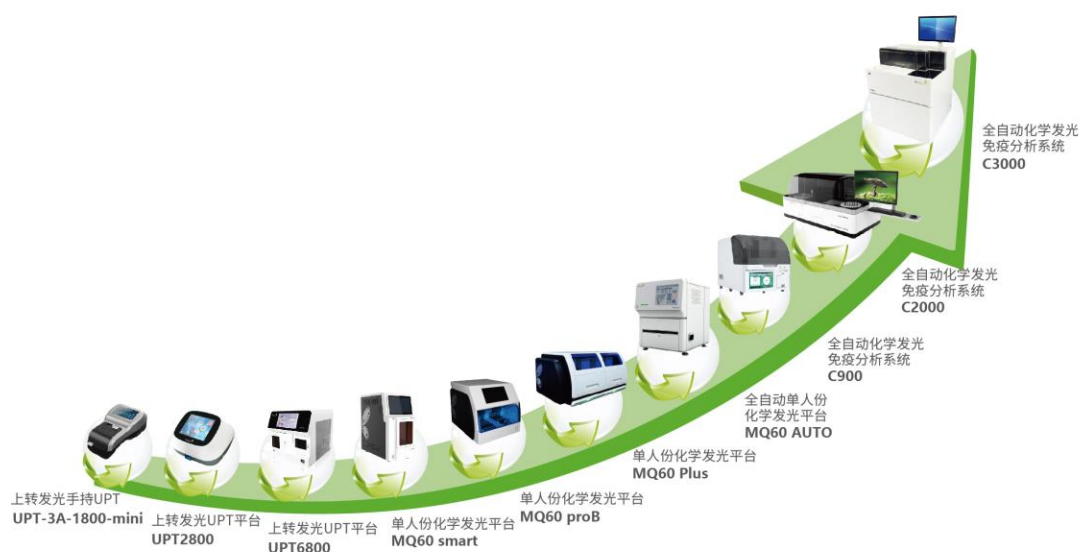 上转发光手持UPT
UPT-3A-1800-mini
上转发光UPT平台
UPT2800
上转发光UPT平台
UPT6800
单人份化学发光平台
MQ60 smart
单人份化学发光平台
MQ60 proB
单人份化学发光平台
MQ60 Plus
全自动单人份
化学发光平台
MQ60 AUTO
全自动化学发光
免疫分析系统
C900
全自动化学发光
免疫分析系统
C2000
全自动化学发光
免疫分析系统
C3000